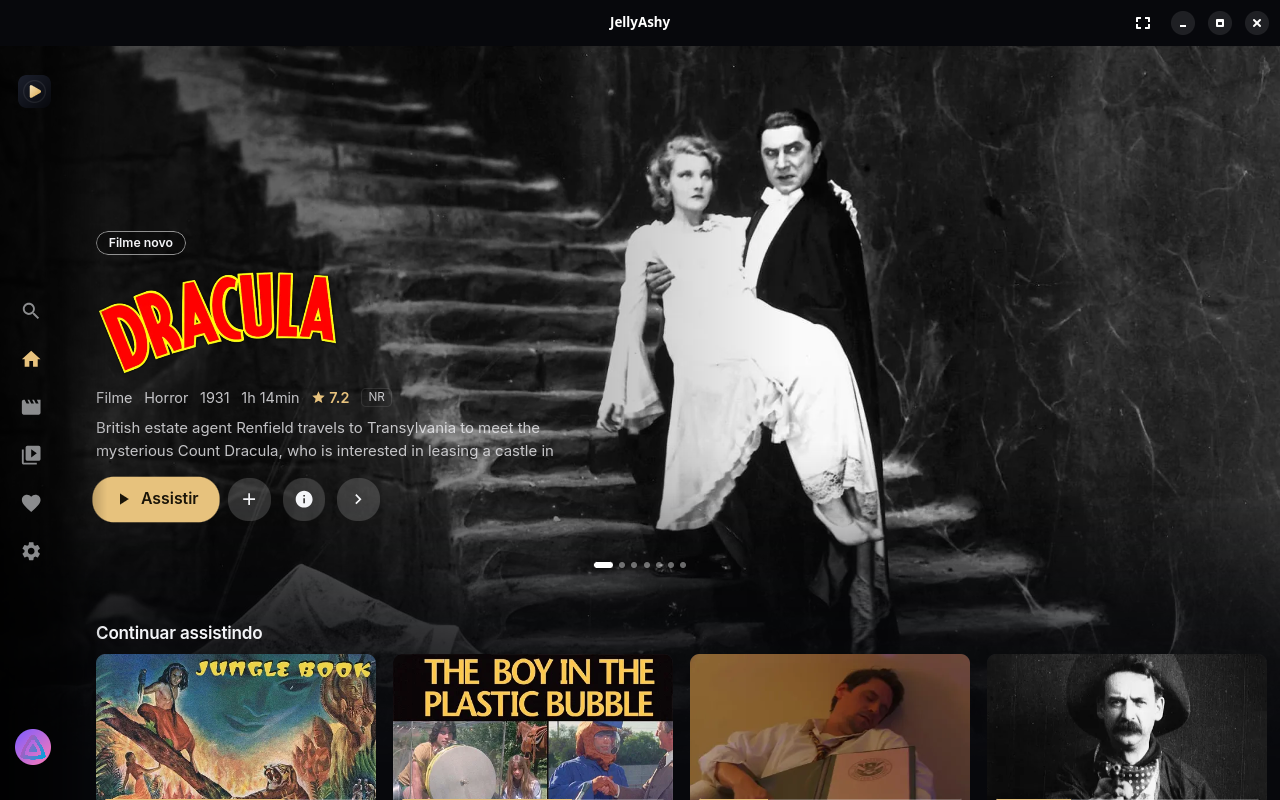 JellyAshy
Filme novo
DRACULA
Filme Horror 1931 1h 14min 7.2 NR
British estate agent Renfield travels to Transylvania to meet the
mysterious Count Dracula, who is interested in leasing a castle in
Assistir
Continuar assistindo
JUNGLE BOOK
THE BOY IN THE
PLASTIC BUBBLE